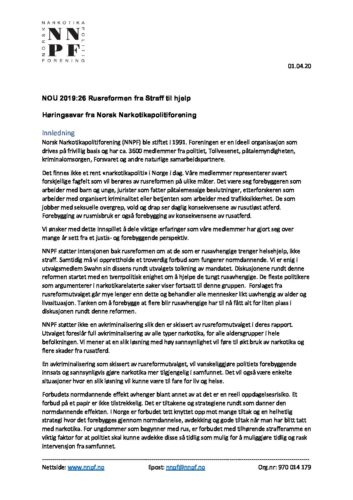 NARKOTIKA
NORSK
NNPF
POLITI
FORENING
01.04.20
NOU 2019:26 Rusreformen fra Straff til hjelp
Høringssvar fra Norsk Narkotikapolitiforening
Innledning
Norsk Narkotikapolitiforening (NNPF) ble stiftet i 1991. Foreningen er en ideell organisasjon som
drives på frivillig basis og har ca. 3600 medlemmer fra politiet, Tollvesenet, påtalemyndigheten,
kriminalomsorgen, Forsvaret og andre naturlige samarbeidspartnere.
Det finnes ikke et rent «narkotikapoliti» i Norge i dag. Våre medlemmer representerer svært
forskjellige fagfelt som vil bli berøres av rusreformen på ulike måter. Det være seg forebyggeren som
arbeider med barn og unge, jurister som fatter påtalemessige beslutninger, etterforskeren som
arbeider med organisert kriminalitet eller betjenten som arbeider med trafikksikkerhet. De som
jobber med seksuelle overgrep, vold og drap ser daglig konsekvensene av rusutløst atferd.
Forebygging av rusmisbruk er også forebygging av konsekvensene av rusatferd.
Vi ønsker med dette innspillet å dele viktige erfaringer som våre medlemmer har gjort seg over
mange år sett fra et justis- og forebyggende perspektiv.
NNPF støtter intensjonen bak rusreformen om at de som er rusavhengige trenger helsehjelp, ikke
straff. Samtidig må vi opprettholde et troverdig forbud som fungerer normdannende. Vi er enig i
utvalgsmedlem Swahn sin dissens rundt utvalgets tolkning av mandatet. Diskusjonene rundt denne
reformen startet med en tverrpolitisk enighet om å hjelpe de tungt rusavhengige. De fleste politikere
som argumenterer i narkotikarelaterte saker viser fortsatt til denne gruppen. Forslaget fra
rusreformutvalget går mye lenger enn dette og behandler alle mennesker likt uavhengig av alder og
livssituasjon. Tanken om å forebygge at flere blir rusavhengige har til nå fått alt for liten plass i
diskusjonen rundt denne reformen.
NNPF støtter ikke en avkriminalisering slik den er skissert av rusreformutvalget i deres rapport.
Utvalget foreslår full avkriminalisering av alle typer narkotika, for alle aldersgrupper i hele
befolkningen. Vi mener at en slik løsning med høy sannsynlighet vil føre til økt bruk av narkotika og
flere skader fra rusatferd.
En avkriminalisering som skissert av rusreformutvalget, vil vanskeliggjøre politiets forebyggende
innsats og sannsynligvis gjøre narkotika mer tilgjengelig i samfunnet. Det vil også være enkelte
situasjoner hvor en slik løsning vil kunne være til fare for liv og helse.
Forbudets normdannende effekt avhenger blant annet av at det er en reell oppdagelsesrisiko. Et
forbud på et papir er ikke tilstrekkelig. Det er tiltakene og strategiene rundt som danner den
normdannende effekten. I Norge er forbudet tett knyttet opp mot mange tiltak og en helhetlig
strategi hvor det forebygges gjennom normdannelse, avdekking og gode tiltak når man har blitt tatt
med narkotika. For ungdommer som begynner med rus, er forbudet med tilhørende strafferamme en
viktig faktor for at politiet skal kunne avdekke disse så tidlig som mulig for å muliggjøre tidlig og rask
intervensjon fra samfunnet.
Nettside: www.nnpf.no Epost: nnpf@nnpf.no Org.nr: 970 014 179